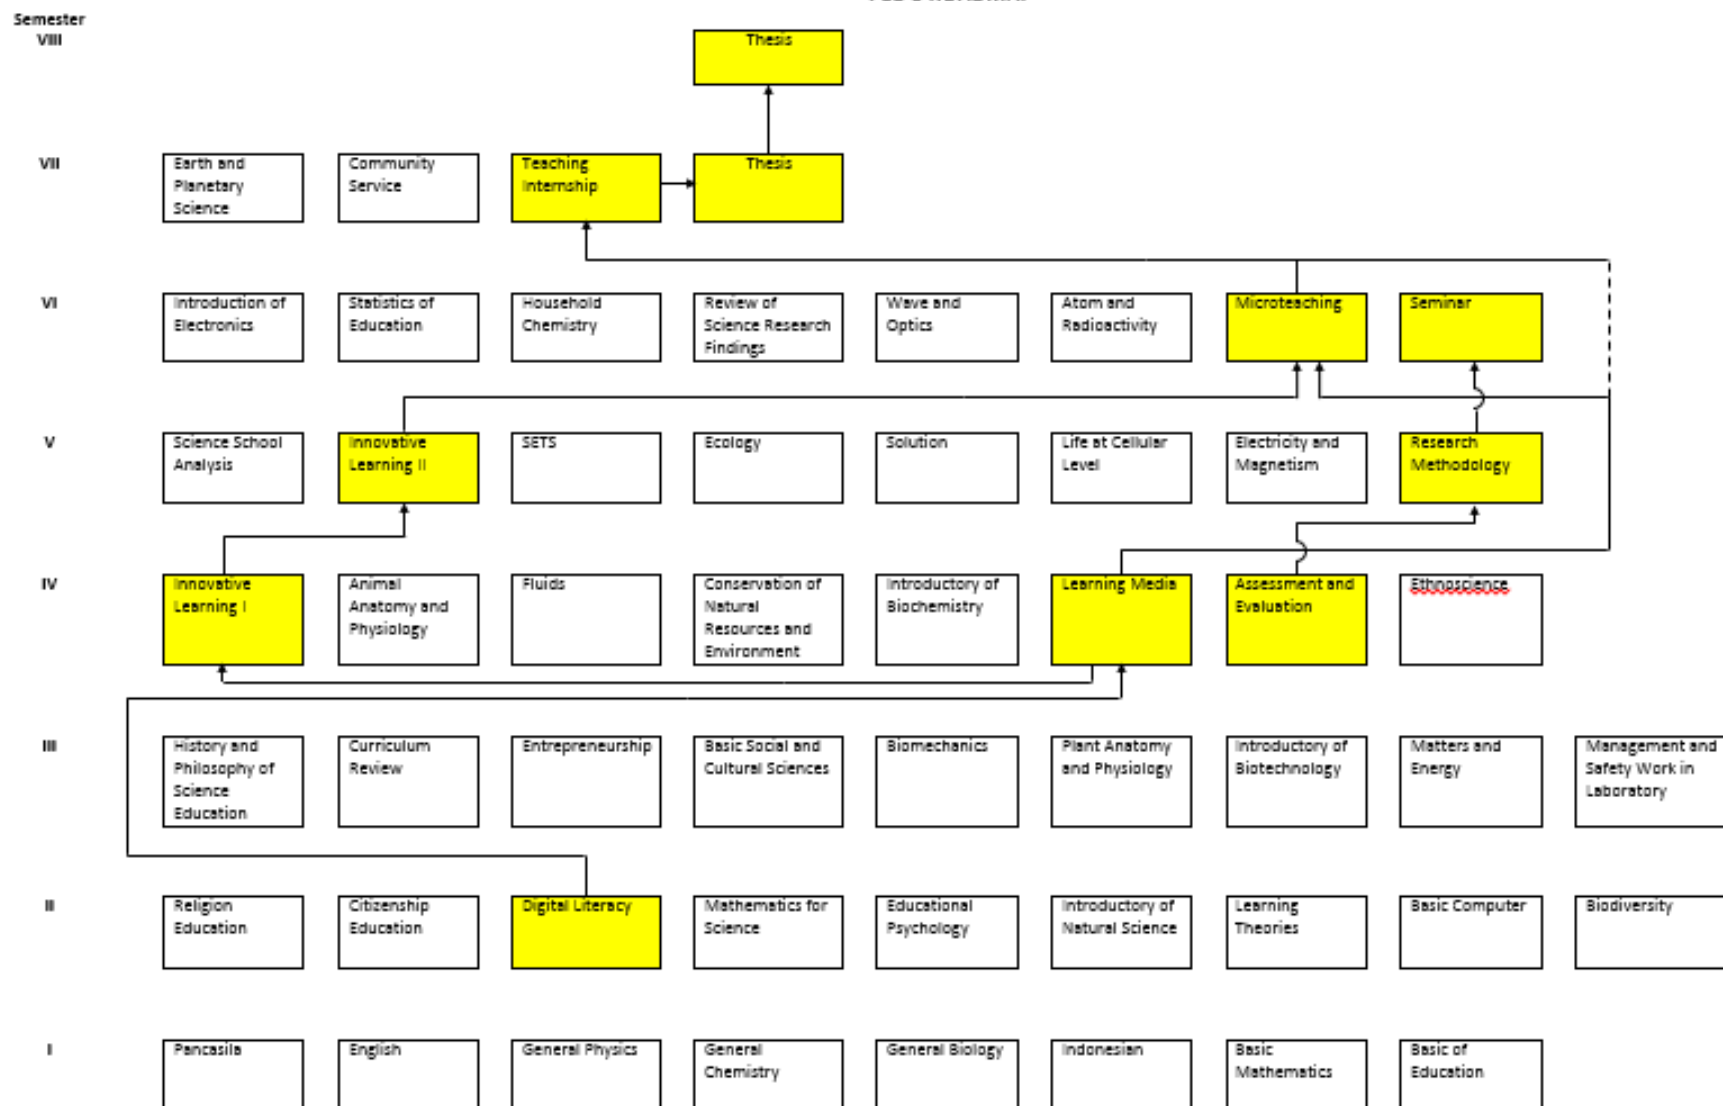 Semester
VIII
Thesis
VII
Earth and
Planetary
Science
Community
Service
Teaching
Internship
Thesis
VI
Introduction of
Electronics
Statistics of
Education
Household
Chemistry
Review of
Science Research
Findings
Wave and
Optics
Atom and
Radioactivity
Microteaching
Seminar
V
Science School
Analysis
Innovative
Learning II
SETS
Ecology
Solution
Life at Cellular
Level
Electricity and
Magnetism
Research
Methodology
IV
Innovative
Learning I
Animal
Anatomy and
Physiology
Fluids
Conservation of
Natural
Resources and
Environment
Introductory of
Biochemistry
Learning Media
Assessment and
Evaluation
Ethnoscience
III
History and
Philosophy of
Science
Education
Curriculum
Review
Entrepreneurship
Basic Social and
Cultural Sciences
Biomechanics
Plant Anatomy
and Physiology
Introductory of
Biotechnology
Matters and
Energy
Management and
Safety Work in
Laboratory
II
Religion
Education
Citizenship
Education
Digital Literacy
Mathematics for
Science
Educational
Psychology
Introductory of
Natural Science
Learning
Theories
Basic Computer
Biodiversity
I
Pancasila
English
General Physics
General
Chemistry
General Biology
Indonesian
Basic
Mathematics
Basic of
Education